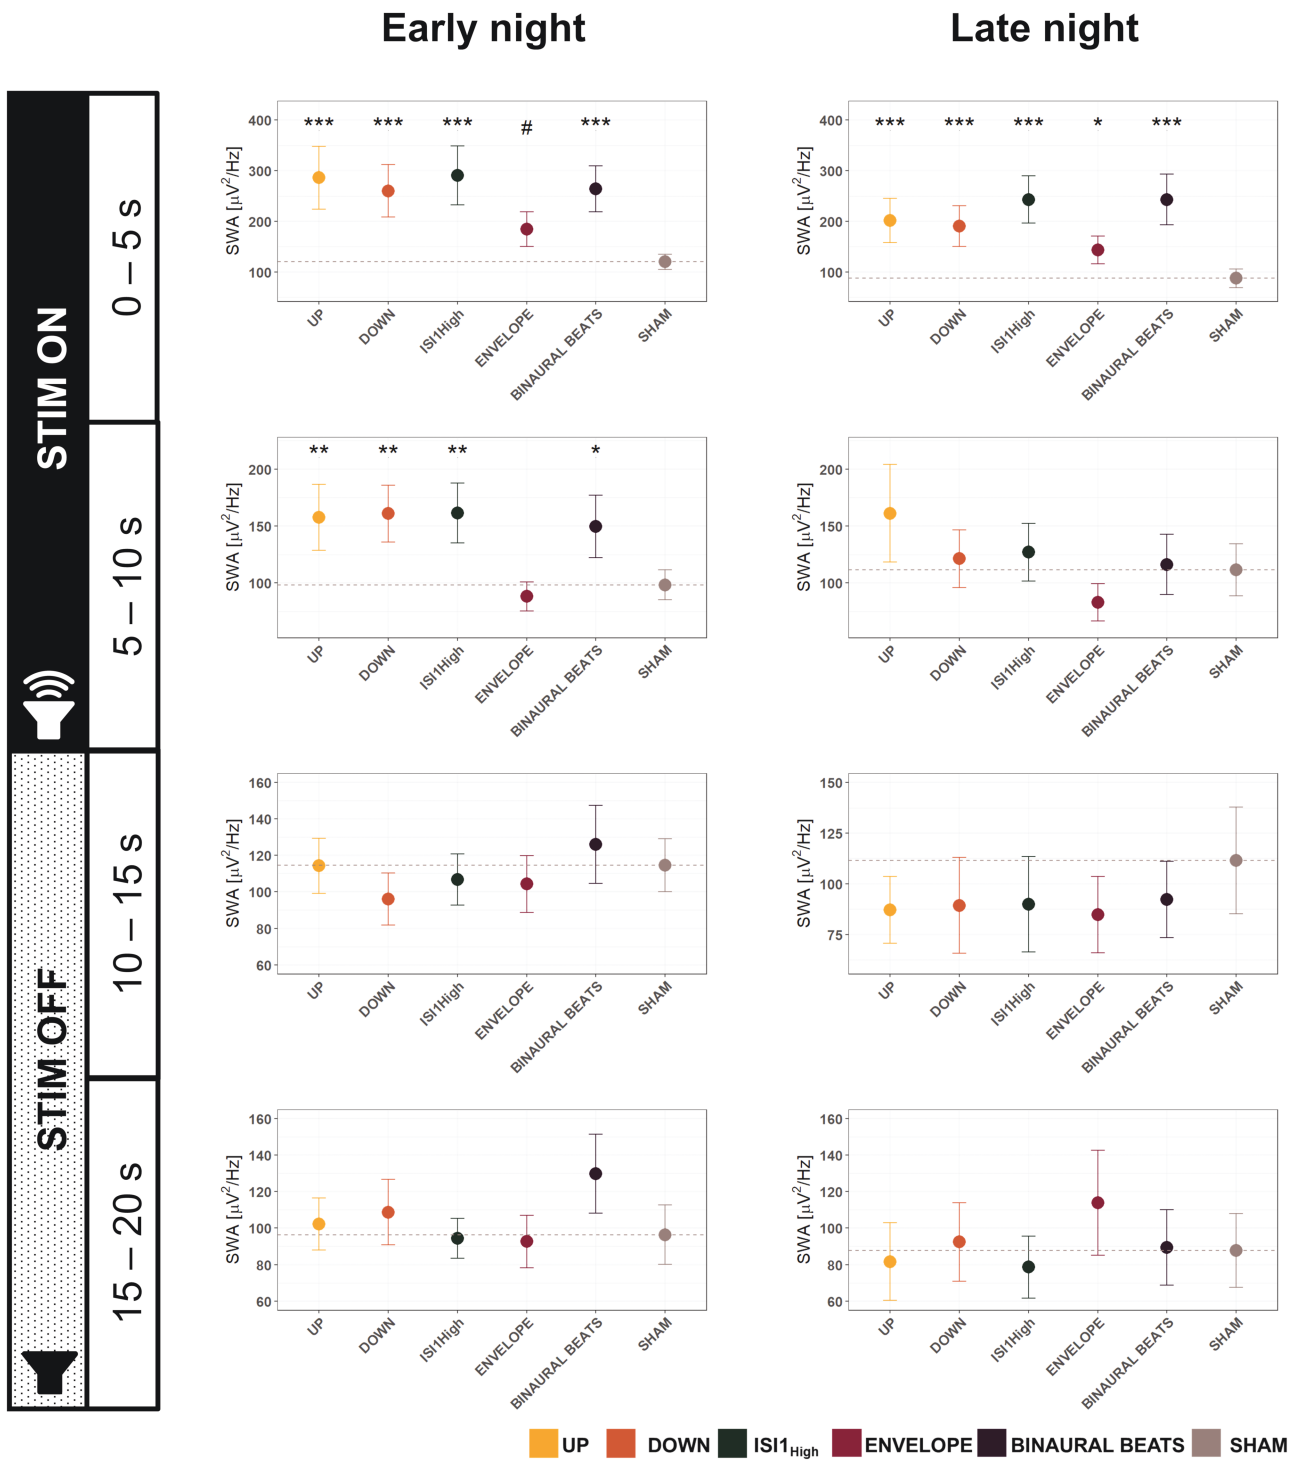 Early night
Late night
STIM ON
0 – 5 s
SWA [μV²/Hz]
400
300
200
100
*** *** *** # ***
UP DOWN ISI1High ENVELOPE BINAURAL BEATS SHAM
SWA [μV²/Hz]
400
300
200
100
*** *** *** * ***
UP DOWN ISI1High ENVELOPE BINAURAL BEATS SHAM
5 – 10 s
SWA [μV²/Hz]
200
150
100
** ** ** *
UP DOWN ISI1High ENVELOPE BINAURAL BEATS SHAM
SWA [μV²/Hz]
200
150
100
UP DOWN ISI1High ENVELOPE BINAURAL BEATS SHAM
STIM OFF
10 – 15 s
SWA [μV²/Hz]
160
140
120
100
80
60
UP DOWN ISI1High ENVELOPE BINAURAL BEATS SHAM
SWA [μV²/Hz]
150
125
100
75
UP DOWN ISI1High ENVELOPE BINAURAL BEATS SHAM
15 – 20 s
SWA [μV²/Hz]
160
140
120
100
80
60
UP DOWN ISI1High ENVELOPE BINAURAL BEATS SHAM
SWA [μV²/Hz]
160
140
120
100
80
60
UP DOWN ISI1High ENVELOPE BINAURAL BEATS SHAM
UP DOWN ISI1High ENVELOPE BINAURAL BEATS SHAM